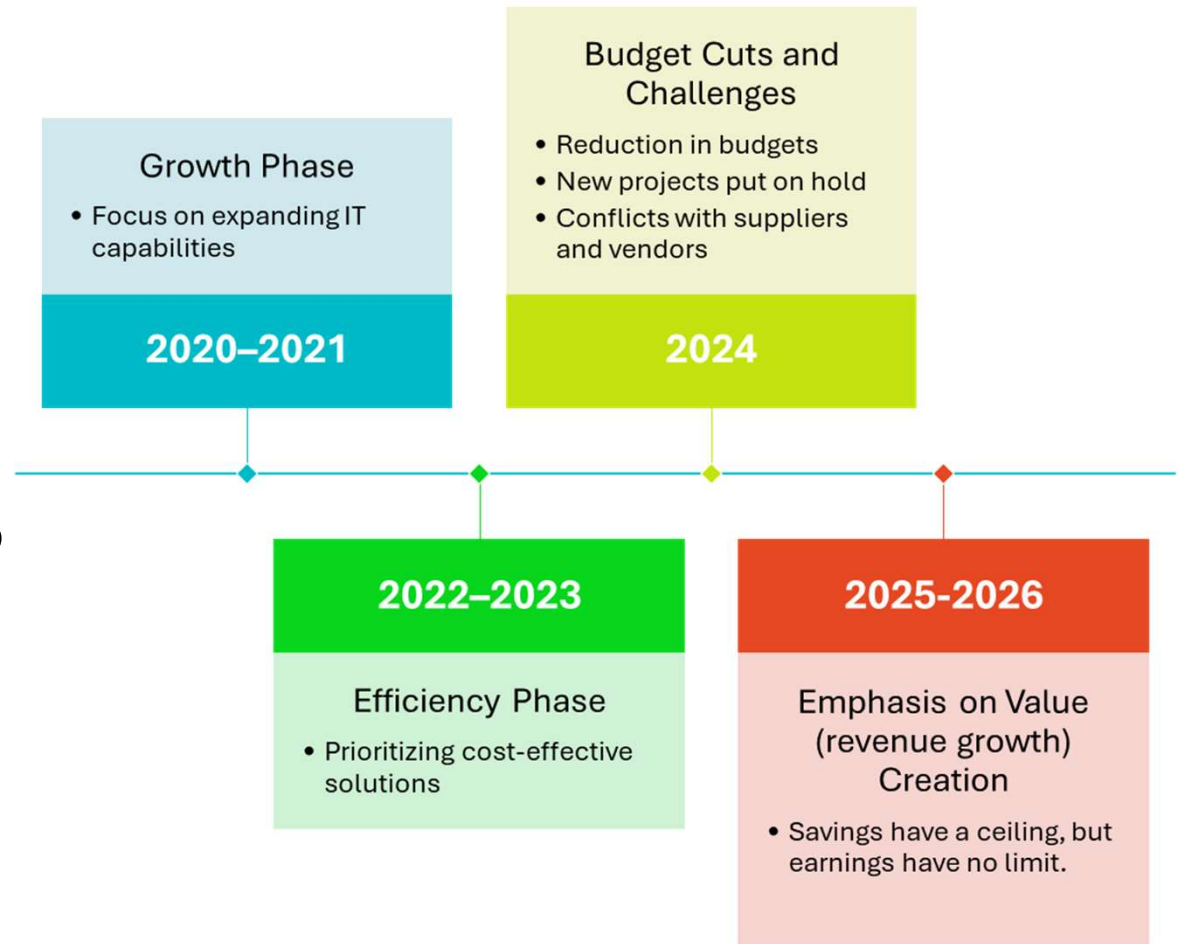 Growth Phase
• Focus on expanding IT
capabilities
2020–2021
Budget Cuts and
Challenges
• Reduction in budgets
• New projects put on hold
• Conflicts with suppliers
and vendors
2024
)
2022–2023
Efficiency Phase
• Prioritizing cost-effective
solutions
2025-2026
Emphasis on Value
(revenue growth)
Creation
• Savings have a ceiling, but
earnings have no limit.